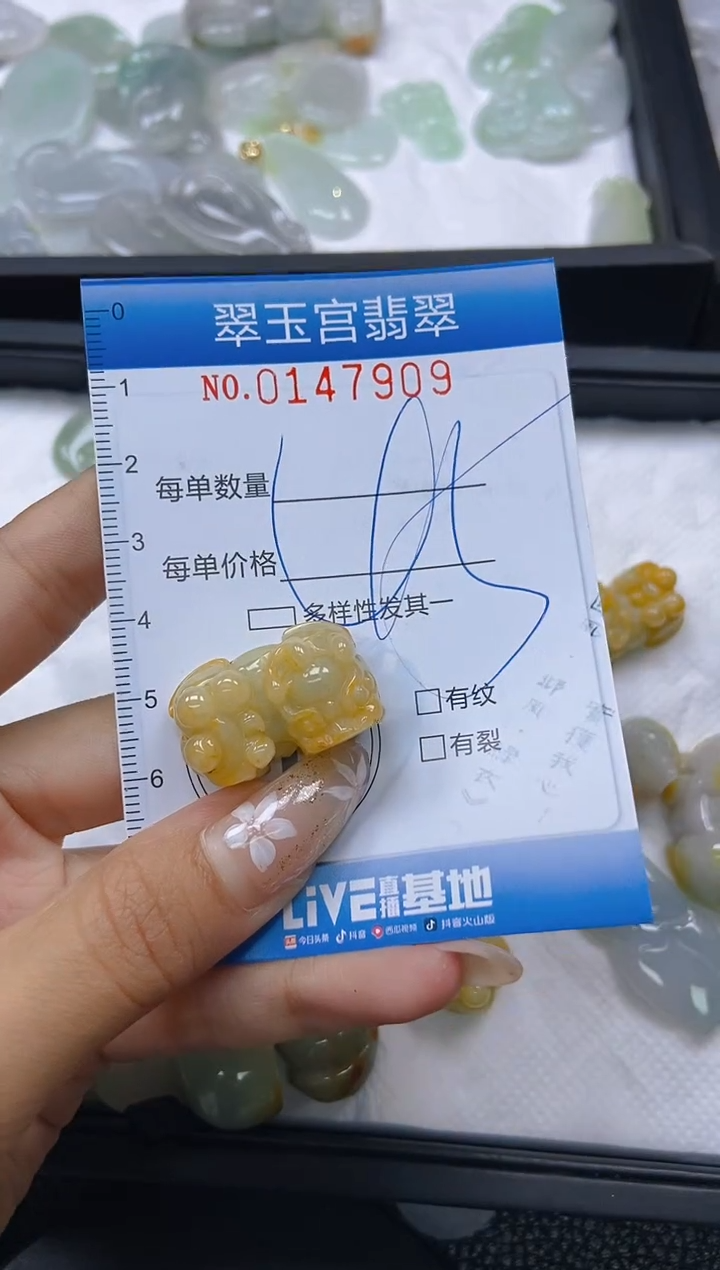 翠玉宫翡翠
NO.0147909
0
1
2
3
4
5
6
每单数量
每单价格
多样性发其一
有纹
有裂
LiVE直播基地
今日头条 抖音 西瓜视频 抖音火山版